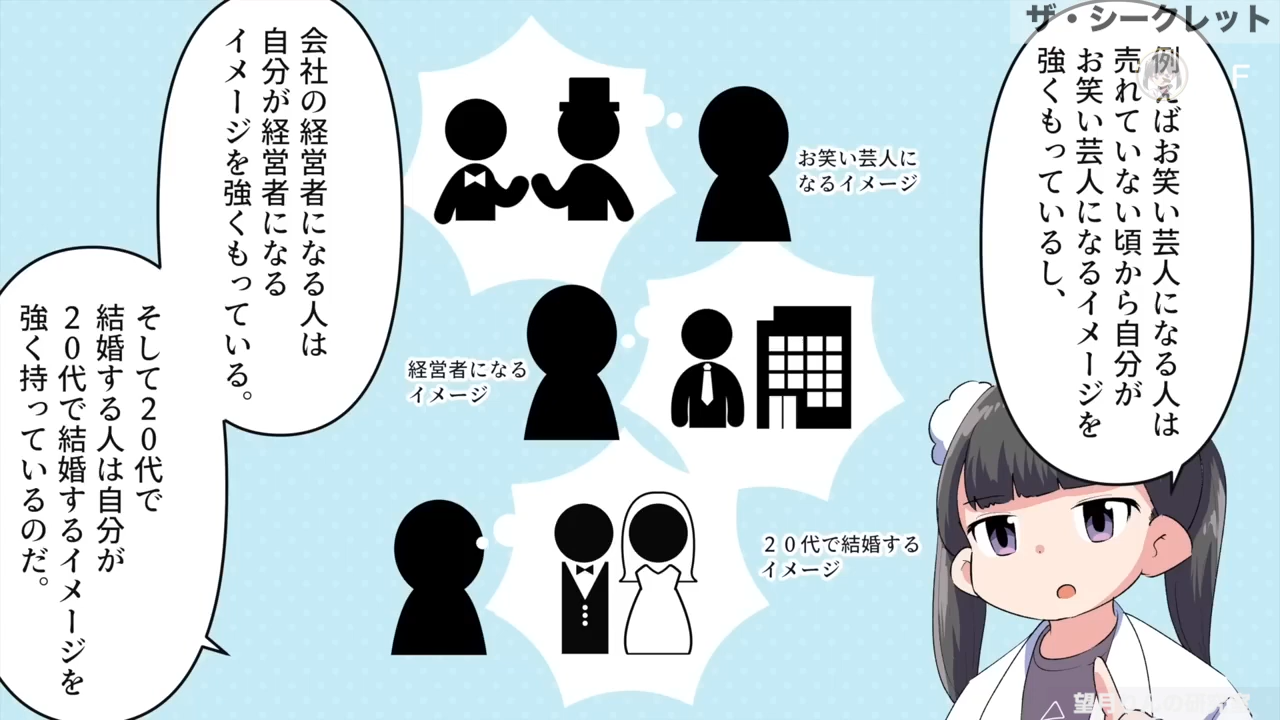 ザ・シークレット
例えばお笑い芸人になる人は
売れていない頃から自分が
お笑い芸人になるイメージを
強くもっているし、
F
お笑い芸人に
なるイメージ
会社の経営者になる人は
自分が経営者になる
イメージを強くもっている。
経営者になる
イメージ
そして20代で
結婚する人は自分が
20代で結婚するイメージを
強く持っているのだ。
20代で結婚する
イメージ
の研究室